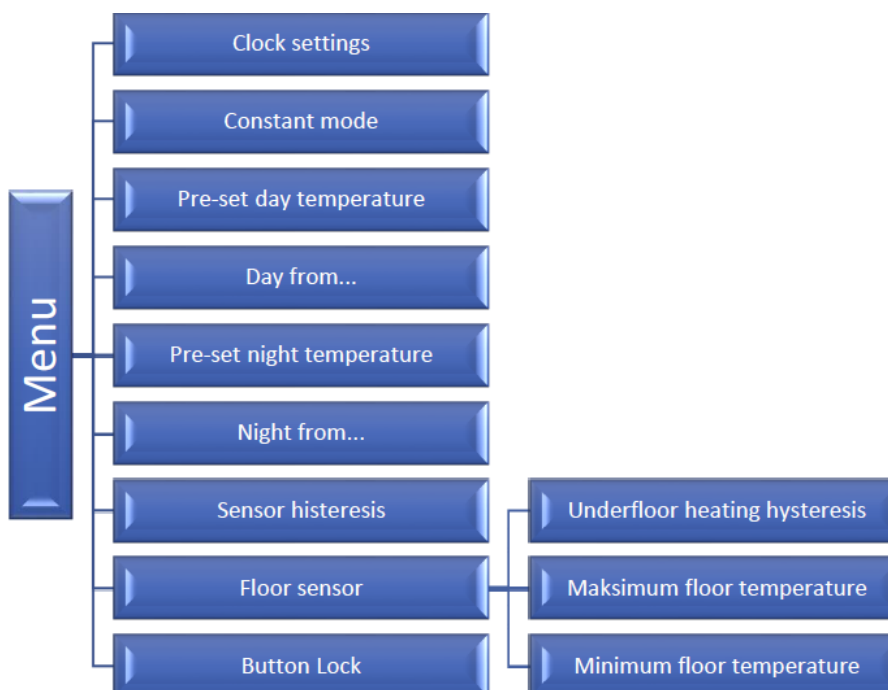 Menu
Clock settings
Constant mode
Pre-set day temperature
Day from...
Pre-set night temperature
Night from...
Sensor histeresis
Floor sensor
Button Lock
Underfloor heating hysteresis
Maksimum floor temperature
Minimum floor temperature